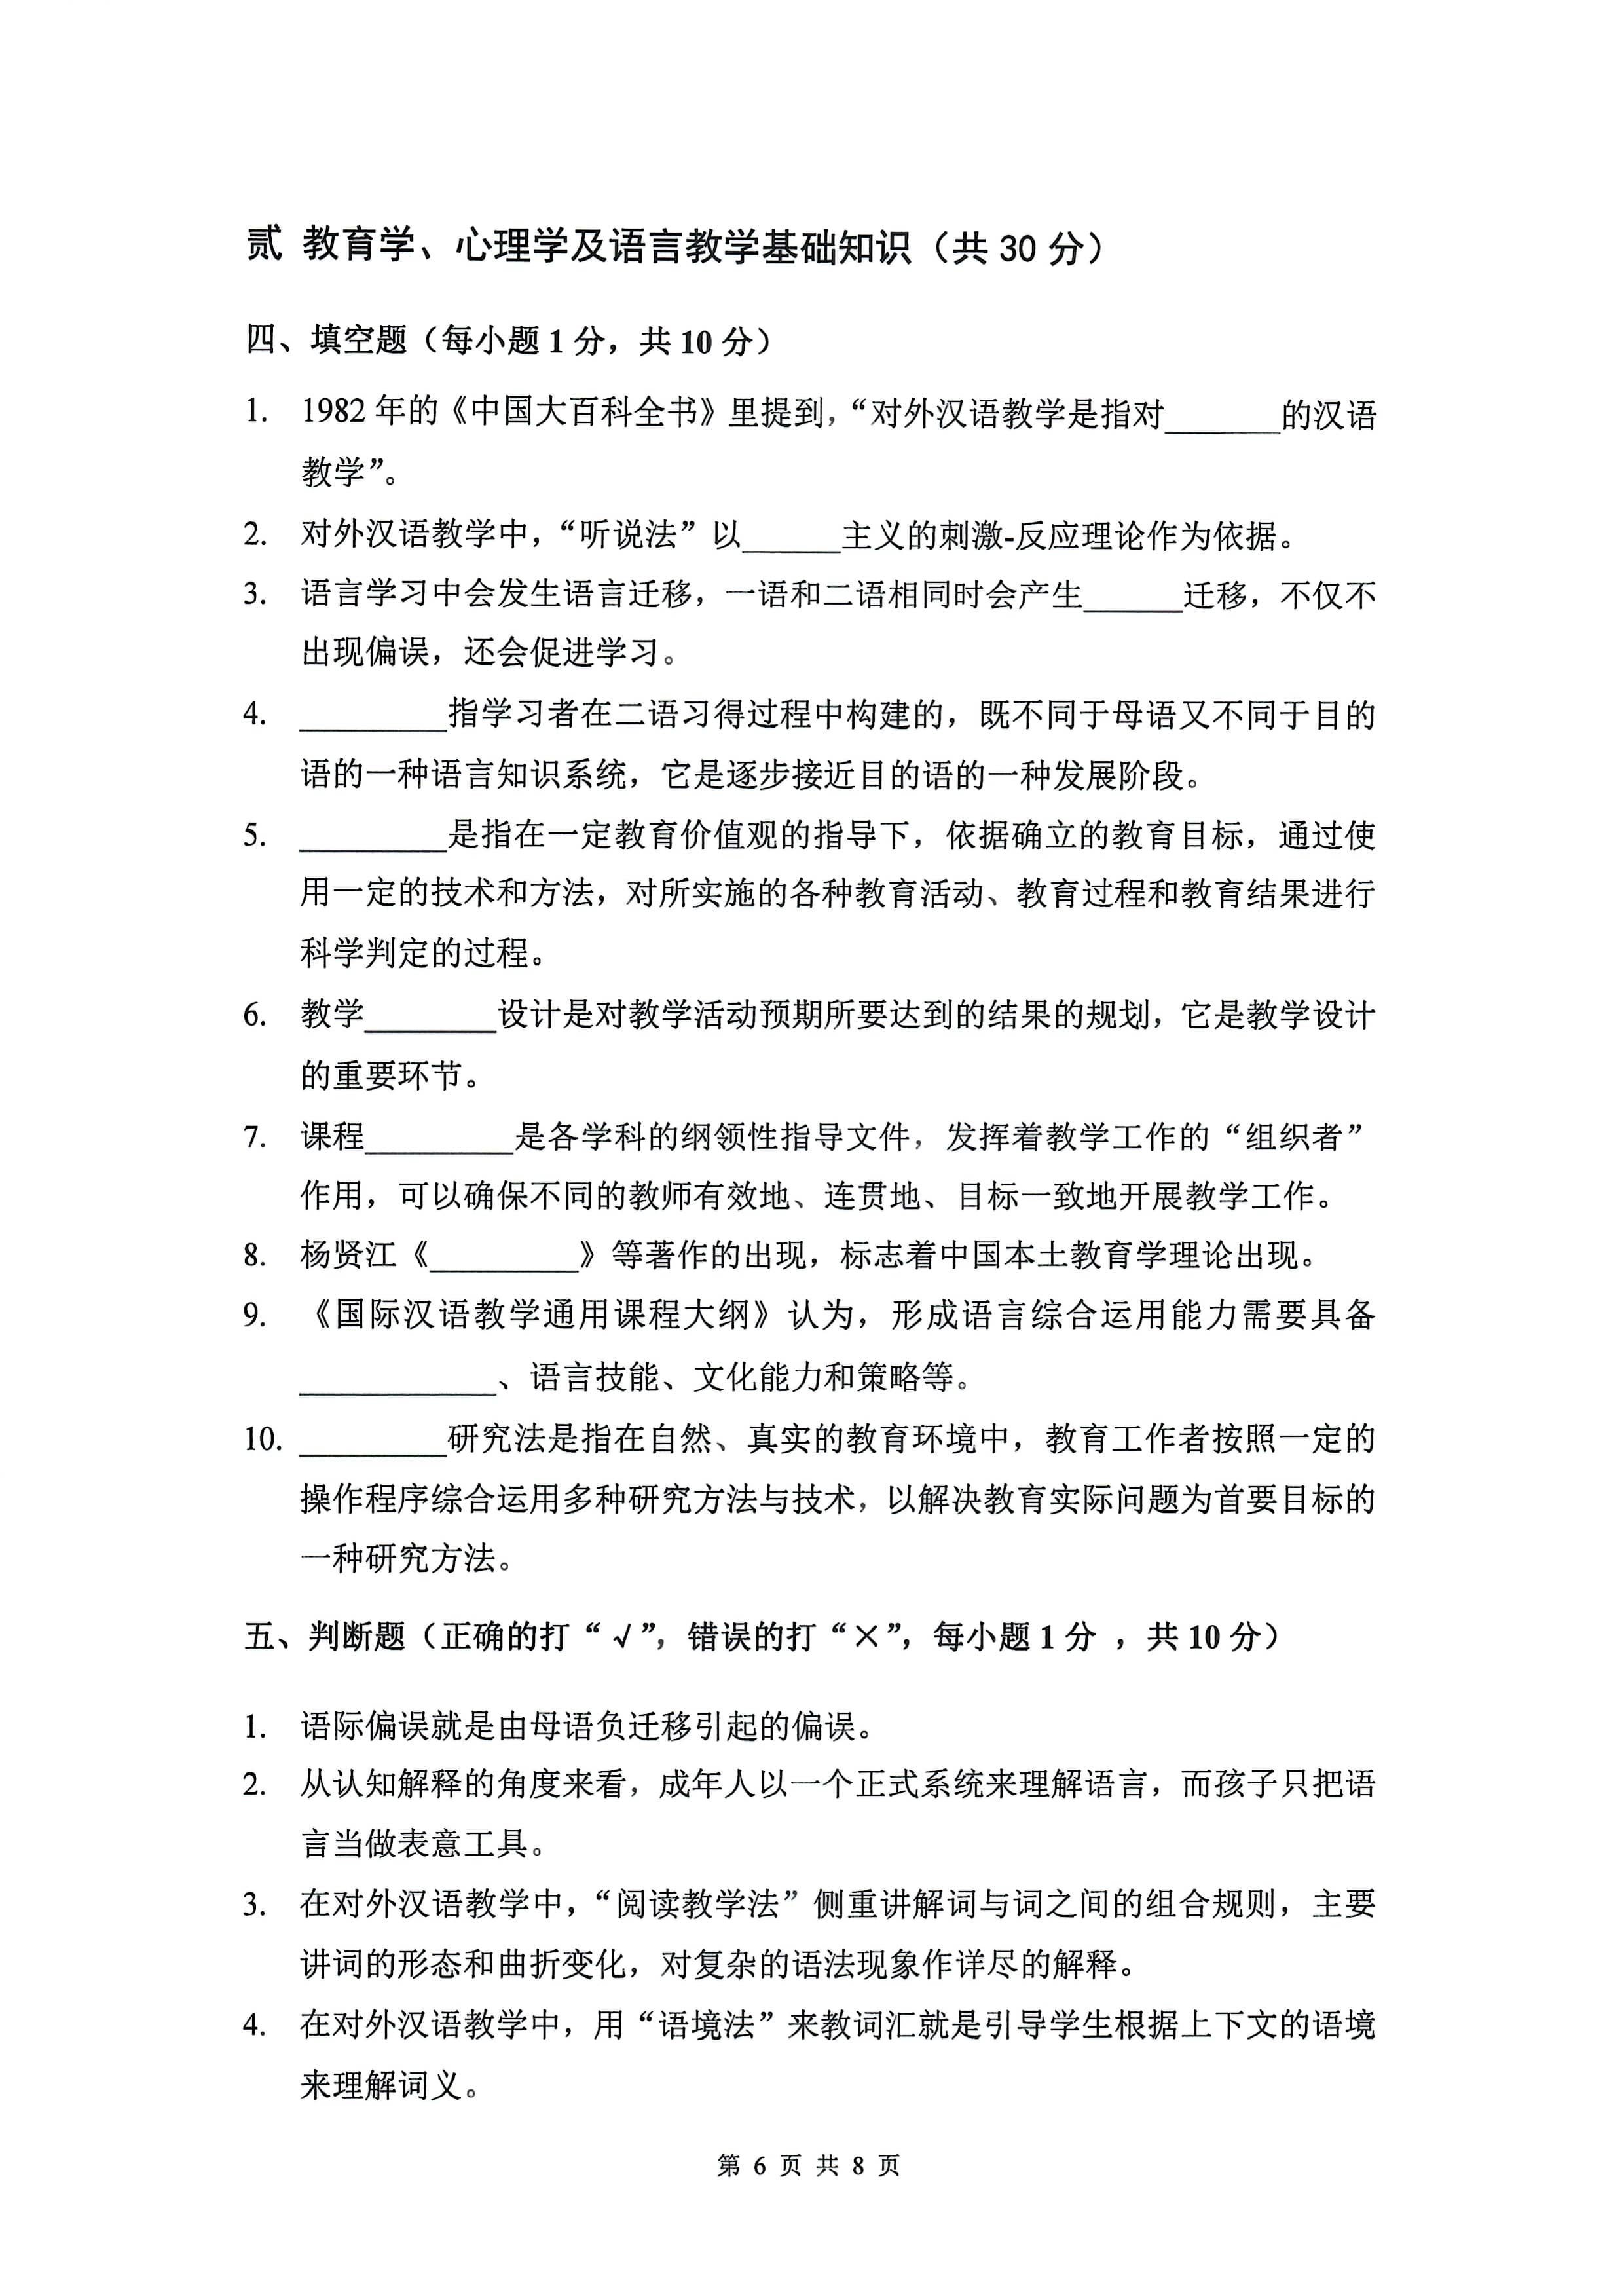 贰 教育学、心理学及语言教学基础知识（共 30 分）
四、填空题（每小题 1 分，共 10 分）
1. 1982 年的《中国大百科全书》里提到，“对外汉语教学是指对_______的汉语
教学”。
2. 对外汉语教学中，“听说法”以______主义的刺激-反应理论作为依据。
3. 语言学习中会发生语言迁移，一语和二语相同时会产生______迁移，不仅不
出现偏误，还会促进学习。
4. _________指学习者在二语习得过程中构建的，既不同于母语又不同于目的
语的一种语言知识系统，它是逐步接近目的语的一种发展阶段。
5. _________是指在一定教育价值观的指导下，依据确立的教育目标，通过使
用一定的技术和方法，对所实施的各种教育活动、教育过程和教育结果进行
科学判定的过程。
6. 教学________设计是对教学活动预期所要达到的结果的规划，它是教学设计
的重要环节。
7. 课程_________是各学科的纲领性指导文件，发挥着教学工作的“组织者”
作用，可以确保不同的教师有效地、连贯地、目标一致地开展教学工作。
8. 杨贤江《_________》等著作的出现，标志着中国本土教育学理论出现。
9. 《国际汉语教学通用课程大纲》认为，形成语言综合运用能力需要具备
____________、语言技能、文化能力和策略等。
10. _________研究法是指在自然、真实的教育环境中，教育工作者按照一定的
操作程序综合运用多种研究方法与技术，以解决教育实际问题为首要目标的
一种研究方法。
五、判断题（正确的打“√”，错误的打“×”，每小题 1 分 ，共 10 分）
1. 语际偏误就是由母语负迁移引起的偏误。
2. 从认知解释的角度来看，成年人以一个正式系统来理解语言，而孩子只把语
言当做表意工具。
3. 在对外汉语教学中，“阅读教学法”侧重讲解词与词之间的组合规则，主要
讲词的形态和曲折变化，对复杂的语法现象作详尽的解释。
4. 在对外汉语教学中，用“语境法”来教词汇就是引导学生根据上下文的语境
来理解词义。
第 6 页 共 8 页